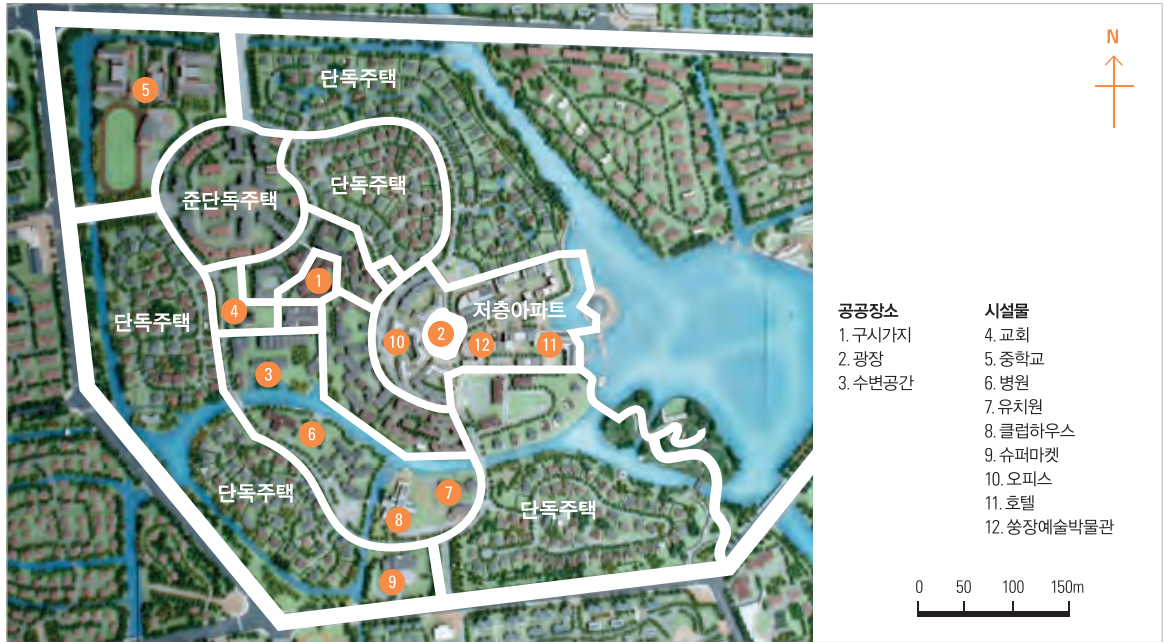 단독주택
5
단독주택
준단독주택
1
4
단독주택
저층아파트
10
2
12
11
3
6
단독주택
7
단독주택
8
9
N
공공장소
1. 구시가지
2. 광장
3. 수변공간
시설물
4. 교회
5. 중학교
6. 병원
7. 유치원
8. 클럽하우스
9. 슈퍼마켓
10. 오피스
11. 호텔
12. 쑹장예술박물관
0 50 100 150m